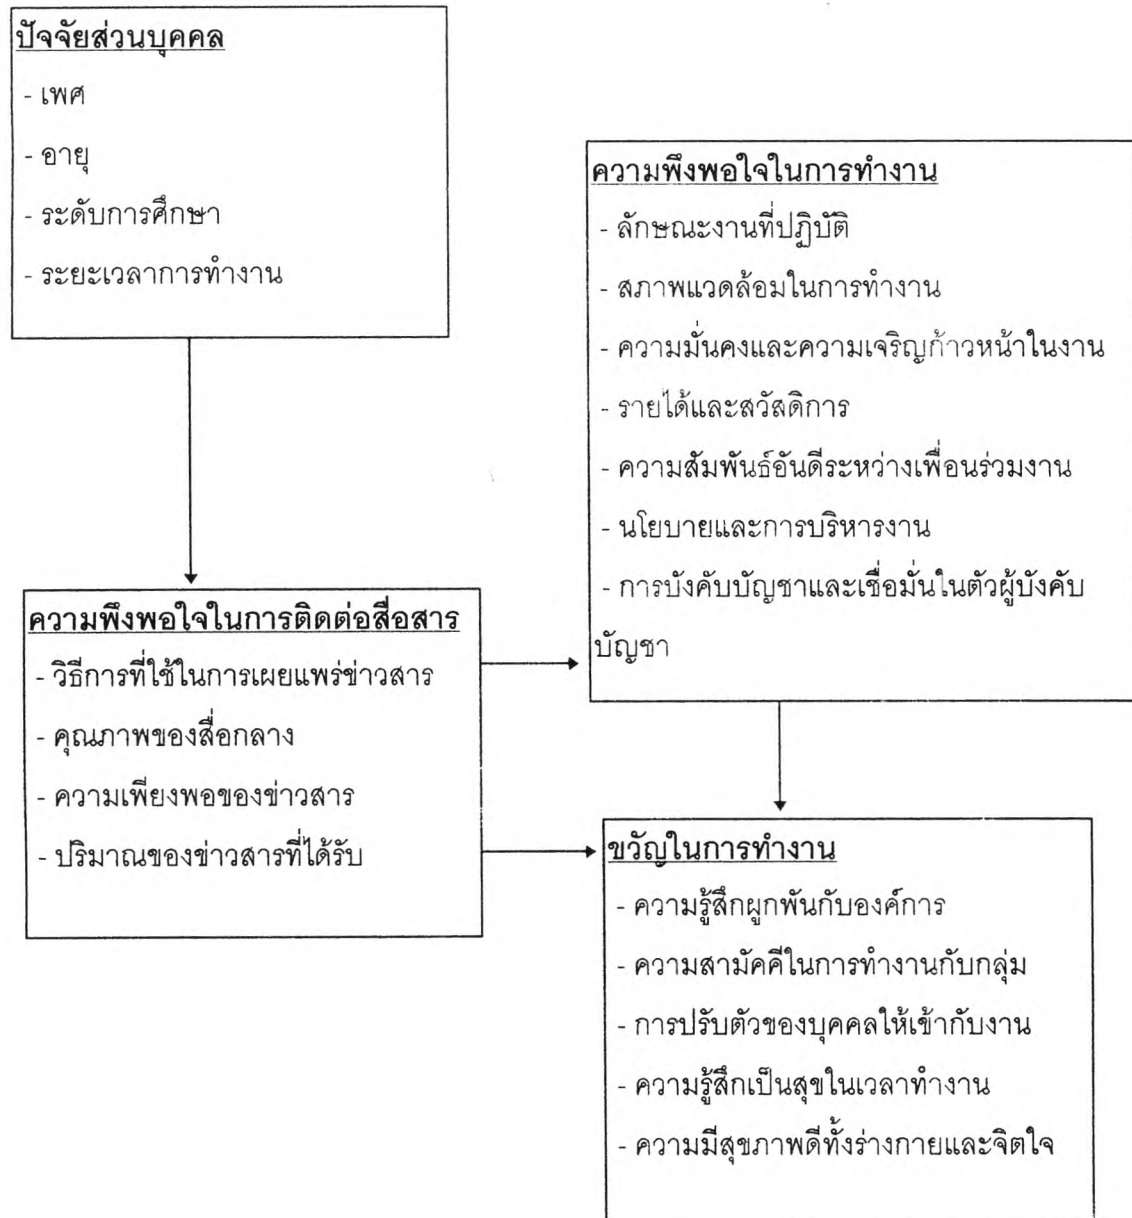 ปัจจัยส่วนบุคคล
- เพศ
- อายุ
- ระดับการศึกษา
- ระยะเวลาการทำงาน
ความพึงพอใจในการทำงาน
- ลักษณะงานที่ปฏิบัติ
- สภาพแวดล้อมในการทำงาน
- ความมั่นคงและความเจริญก้าวหน้าในงาน
- รายได้และสวัสดิการ
- ความสัมพันธ์อันดีระหว่างเพื่อนร่วมงาน
- นโยบายและการบริหารงาน
- การบังคับบัญชาและเชื่อมั่นในตัวผู้บังคับ
บัญชา
ความพึงพอใจในการติดต่อสื่อสาร
- วิธีการที่ใช้ในการเผยแพร่ข่าวสาร
- คุณภาพของสื่อกลาง
- ความเพียงพอของข่าวสาร
- ปริมาณของข่าวสารที่ได้รับ
ขวัญในการทำงาน
- ความรู้สึกผูกพันกับองค์การ
- ความสามัคคีในการทำงานกับกลุ่ม
- การปรับตัวของบุคคลให้เข้ากับงาน
- ความรู้สึกเป็นสุขในเวลาทำงาน
- ความมีสุขภาพดีทั้งร่างกายและจิตใจ